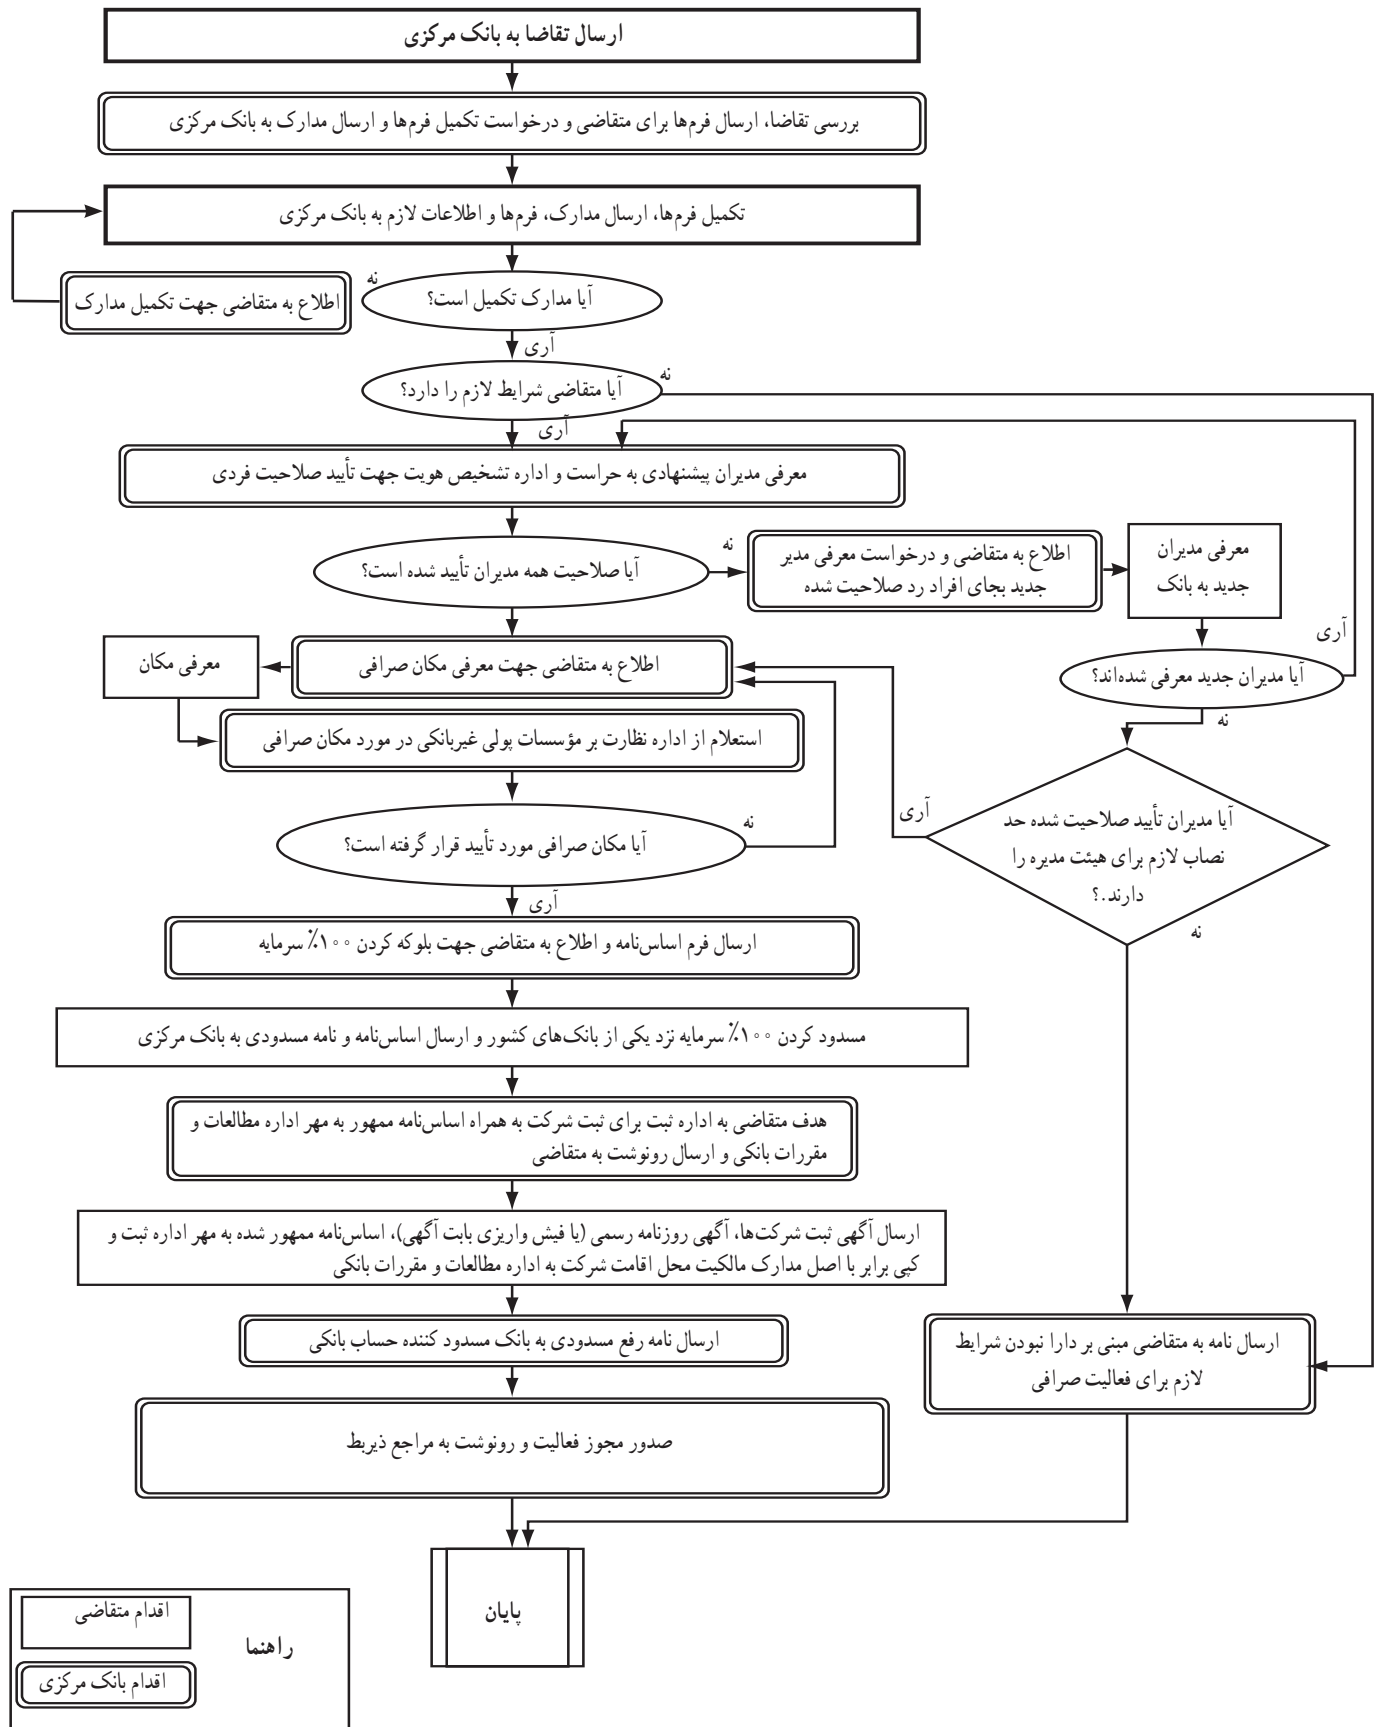 ارسال تقاضا به بانک مرکزی
بررسی تقاضا، ارسال فرم‌ها برای متقاضی و درخواست تکمیل فرم‌ها و ارسال مدارک به بانک مرکزی
تکمیل فرم‌ها، ارسال مدارک، فرم‌ها و اطلاعات لازم به بانک مرکزی
آیا مدارک تکمیل است؟
نه
اطلاع به متقاضی جهت تکمیل مدارک
آری
آیا متقاضی شرایط لازم را دارد؟
نه
آری
معرفی مدیران پیشنهادی به حراست و اداره تشخیص هویت جهت تأیید صلاحیت فردی
آیا صلاحیت همه مدیران تأیید شده است؟
نه
اطلاع به متقاضی و درخواست معرفی مدیر
جدید بجای افراد رد صلاحیت شده
معرفی مدیران
جدید به بانک
آری
آیا مدیران جدید معرفی شده‌اند؟
نه
اطلاع به متقاضی جهت معرفی مکان صرافی
معرفی مکان
استعلام از اداره نظارت بر مؤسسات پولی غیربانکی در مورد مکان صرافی
آیا مدیران تأیید صلاحیت شده حد
نصاب لازم برای هیئت مدیره را
دارند.؟
آری
نه
آیا مکان صرافی مورد تأیید قرار گرفته است؟
نه
آری
ارسال فرم اساس‌نامه و اطلاع به متقاضی جهت بلوکه کردن ۱۰۰٪ سرمایه
مسدود کردن ۱۰۰٪ سرمایه نزد یکی از بانک‌های کشور و ارسال اساس‌نامه و نامه مسدودی به بانک مرکزی
هدف متقاضی به اداره ثبت برای ثبت شرکت به همراه اساس‌نامه ممهور به مهر اداره مطالعات و
مقررات بانکی و ارسال رونوشت به متقاضی
ارسال آگهی ثبت شرکت‌ها، آگهی روزنامه رسمی (یا فیش واریزی بابت آگهی)، اساس‌نامه ممهور شده به مهر اداره ثبت و
کپی برابر با اصل مدارک مالکیت محل اقامت شرکت به اداره مطالعات و مقررات بانکی
ارسال نامه رفع مسدودی به بانک مسدود کننده حساب بانکی
ارسال نامه به متقاضی مبنی بر دارا نبودن شرایط
لازم برای فعالیت صرافی
صدور مجوز فعالیت و رونوشت به مراجع ذیربط
پایان
راهنما
اقدام متقاضی
اقدام بانک مرکزی